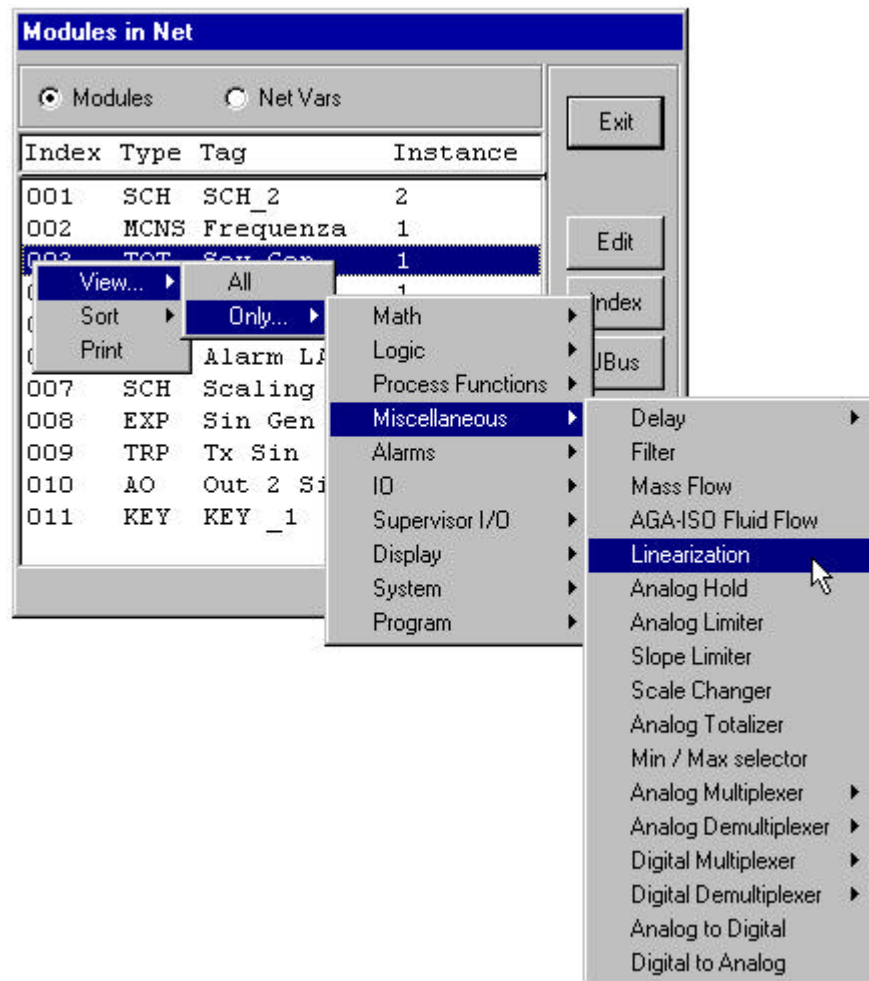 Modules in Net
Modules Net Vars
Exit
Index Type Tag Instance
001 SCH SCH_2 2
002 MCNS Frequenza 1
Edit
1
View... All
1
Sort Only...
Print
Alarm
007 SCH Scaling
008 EXP Sin Gen
009 TRP Tx Sin
010 AO Out 2
011 KEY KEY _1
Math
Logic
Process Functions
Miscellaneous
Alarms
IO
Supervisor I/O
Display
System
Program
Delay
Filter
Mass Flow
AGA-ISO Fluid Flow
Linearization
Analog Hold
Analog Limiter
Slope Limiter
Scale Changer
Analog Totalizer
Min / Max selector
Analog Multiplexer
Analog Demultiplexer
Digital Multiplexer
Digital Demultiplexer
Analog to Digital
Digital to Analog